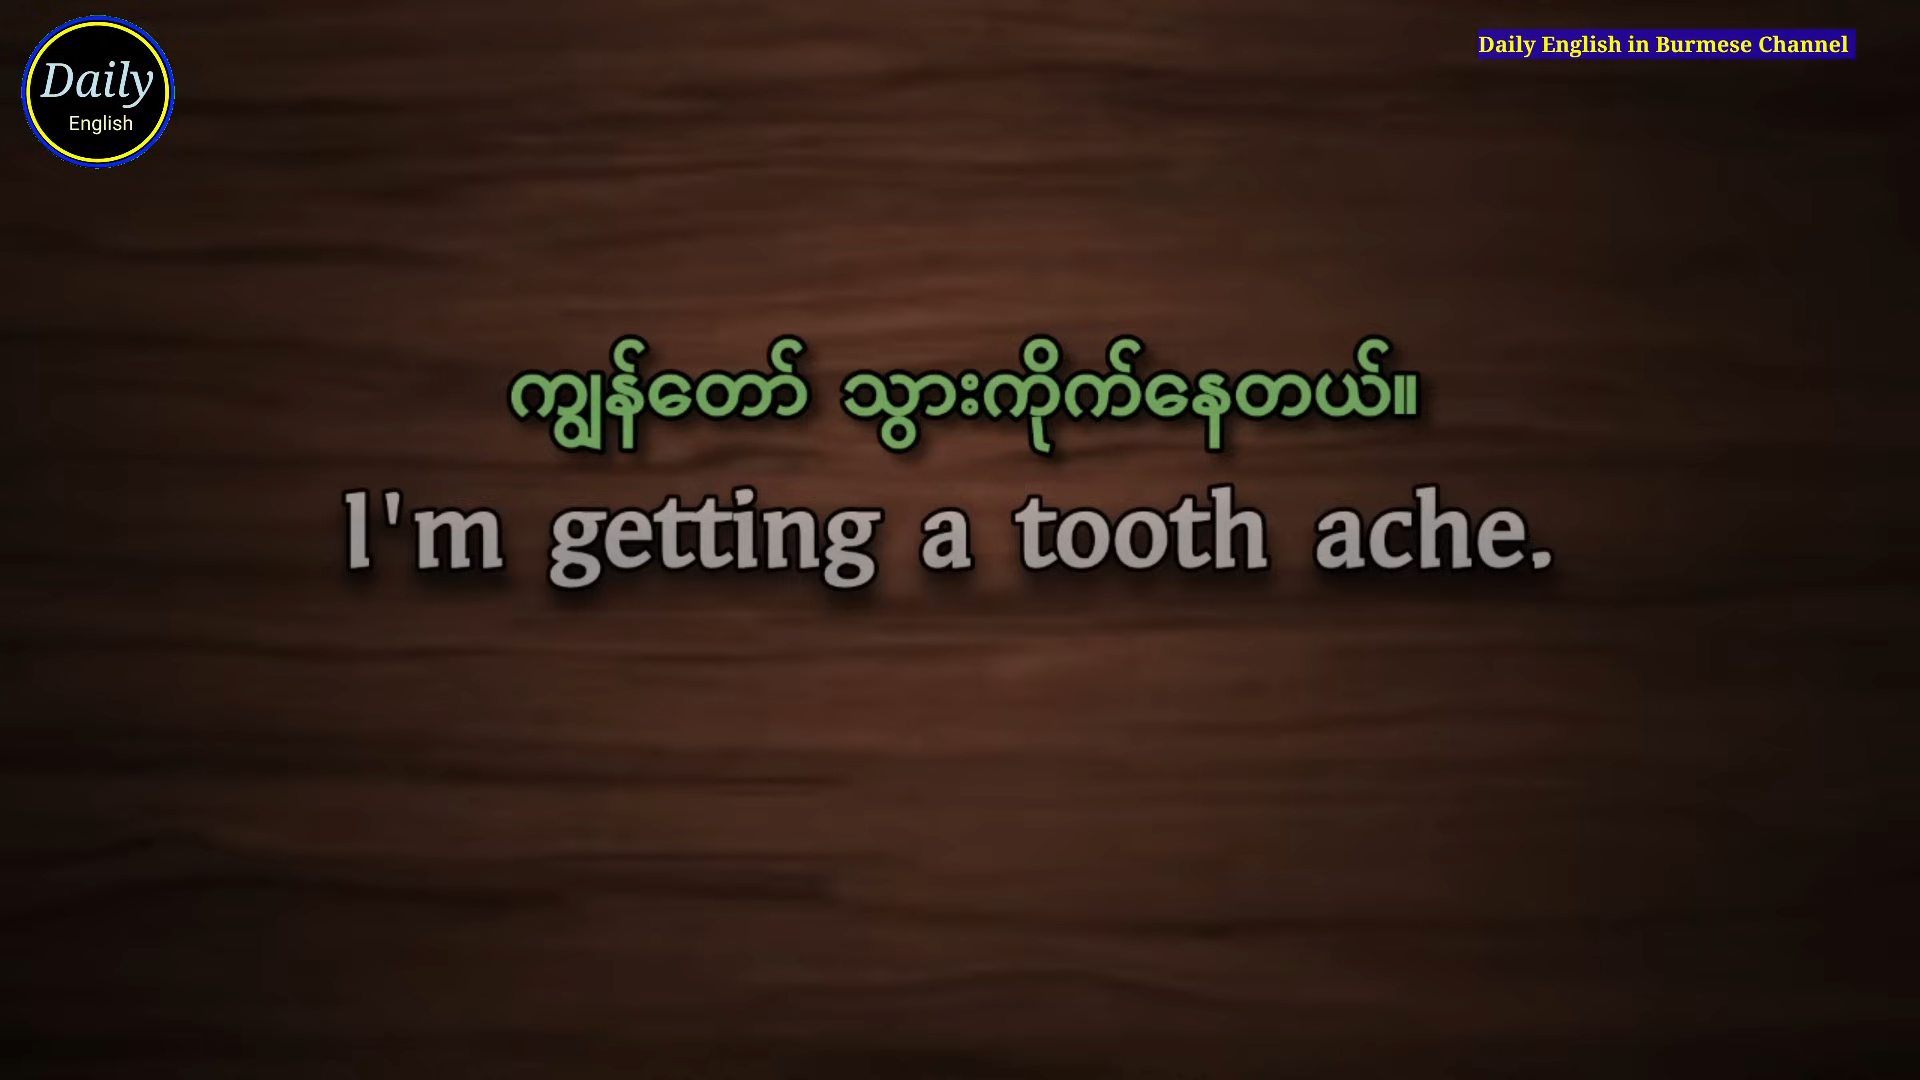 Daily
English
Daily English in Burmese Channel
ကျွန်တော် သွားကိုက်နေတယ်။
I'm getting a tooth ache.